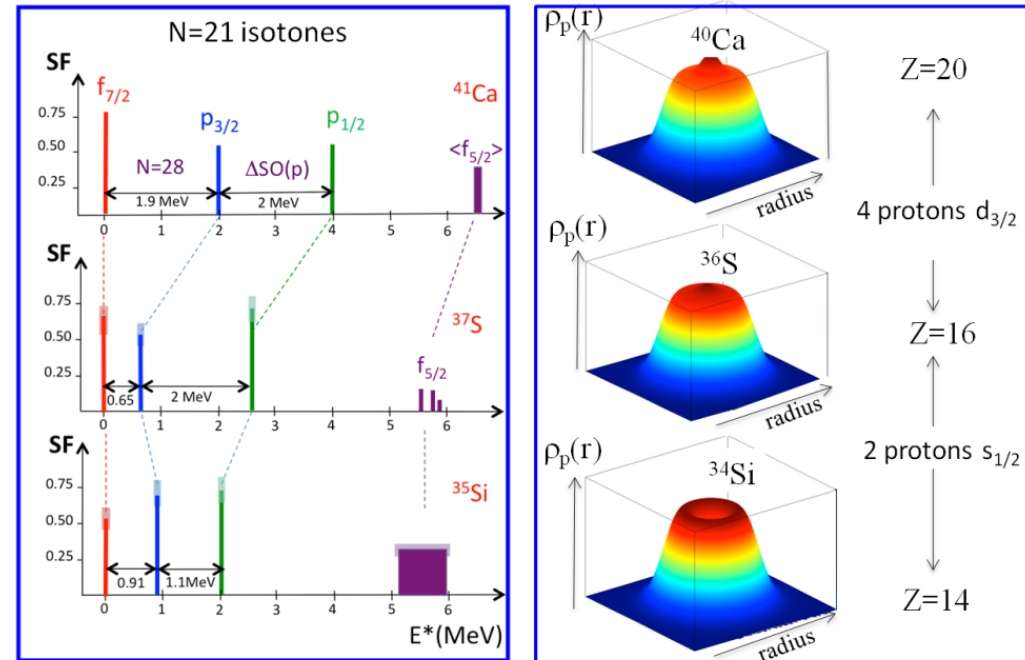 N=21 isotones
SF
f7/2
41Ca
0.75
p3/2
p1/2
<f5/2>
0.50
N=28
ΔSO(p)
0.25
1.9 MeV
2 MeV
0 1 2 3 4 5 6
SF
37S
0.75
0.50
f5/2
0.25
0.65
2 MeV
0 1 2 3 4 5 6
SF
35Si
0.75
0.50
0.25
0.91
1.1MeV
0 1 2 3 4 5 6
E*(MeV)
ρp(r)
40Ca
Z=20
radius
4 protons d3/2
ρp(r)
36S
Z=16
radius
2 protons s1/2
ρp(r)
34Si
Z=14
radius